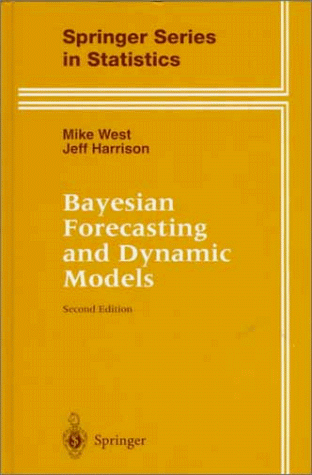 Springer Series
in Statistics
Mike West
Jeff Harrison
Bayesian
Forecasting
and Dynamic
Models
Second Edition
Springer